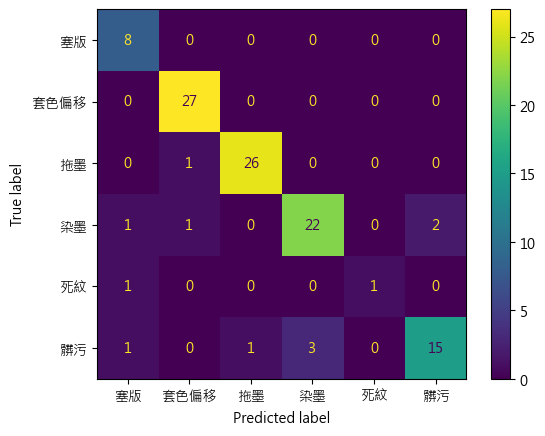 塞版 8 0 0 0 0 0
套色偏移 0 27 0 0 0 0
拖墨 0 1 26 0 0 0
染墨 1 1 0 22 0 2
死紋 1 0 0 0 1 0
髒污 1 0 1 3 0 15
塞版 套色偏移 拖墨 染墨 死紋 髒污
Predicted label
True label
25
20
15
10
5
0